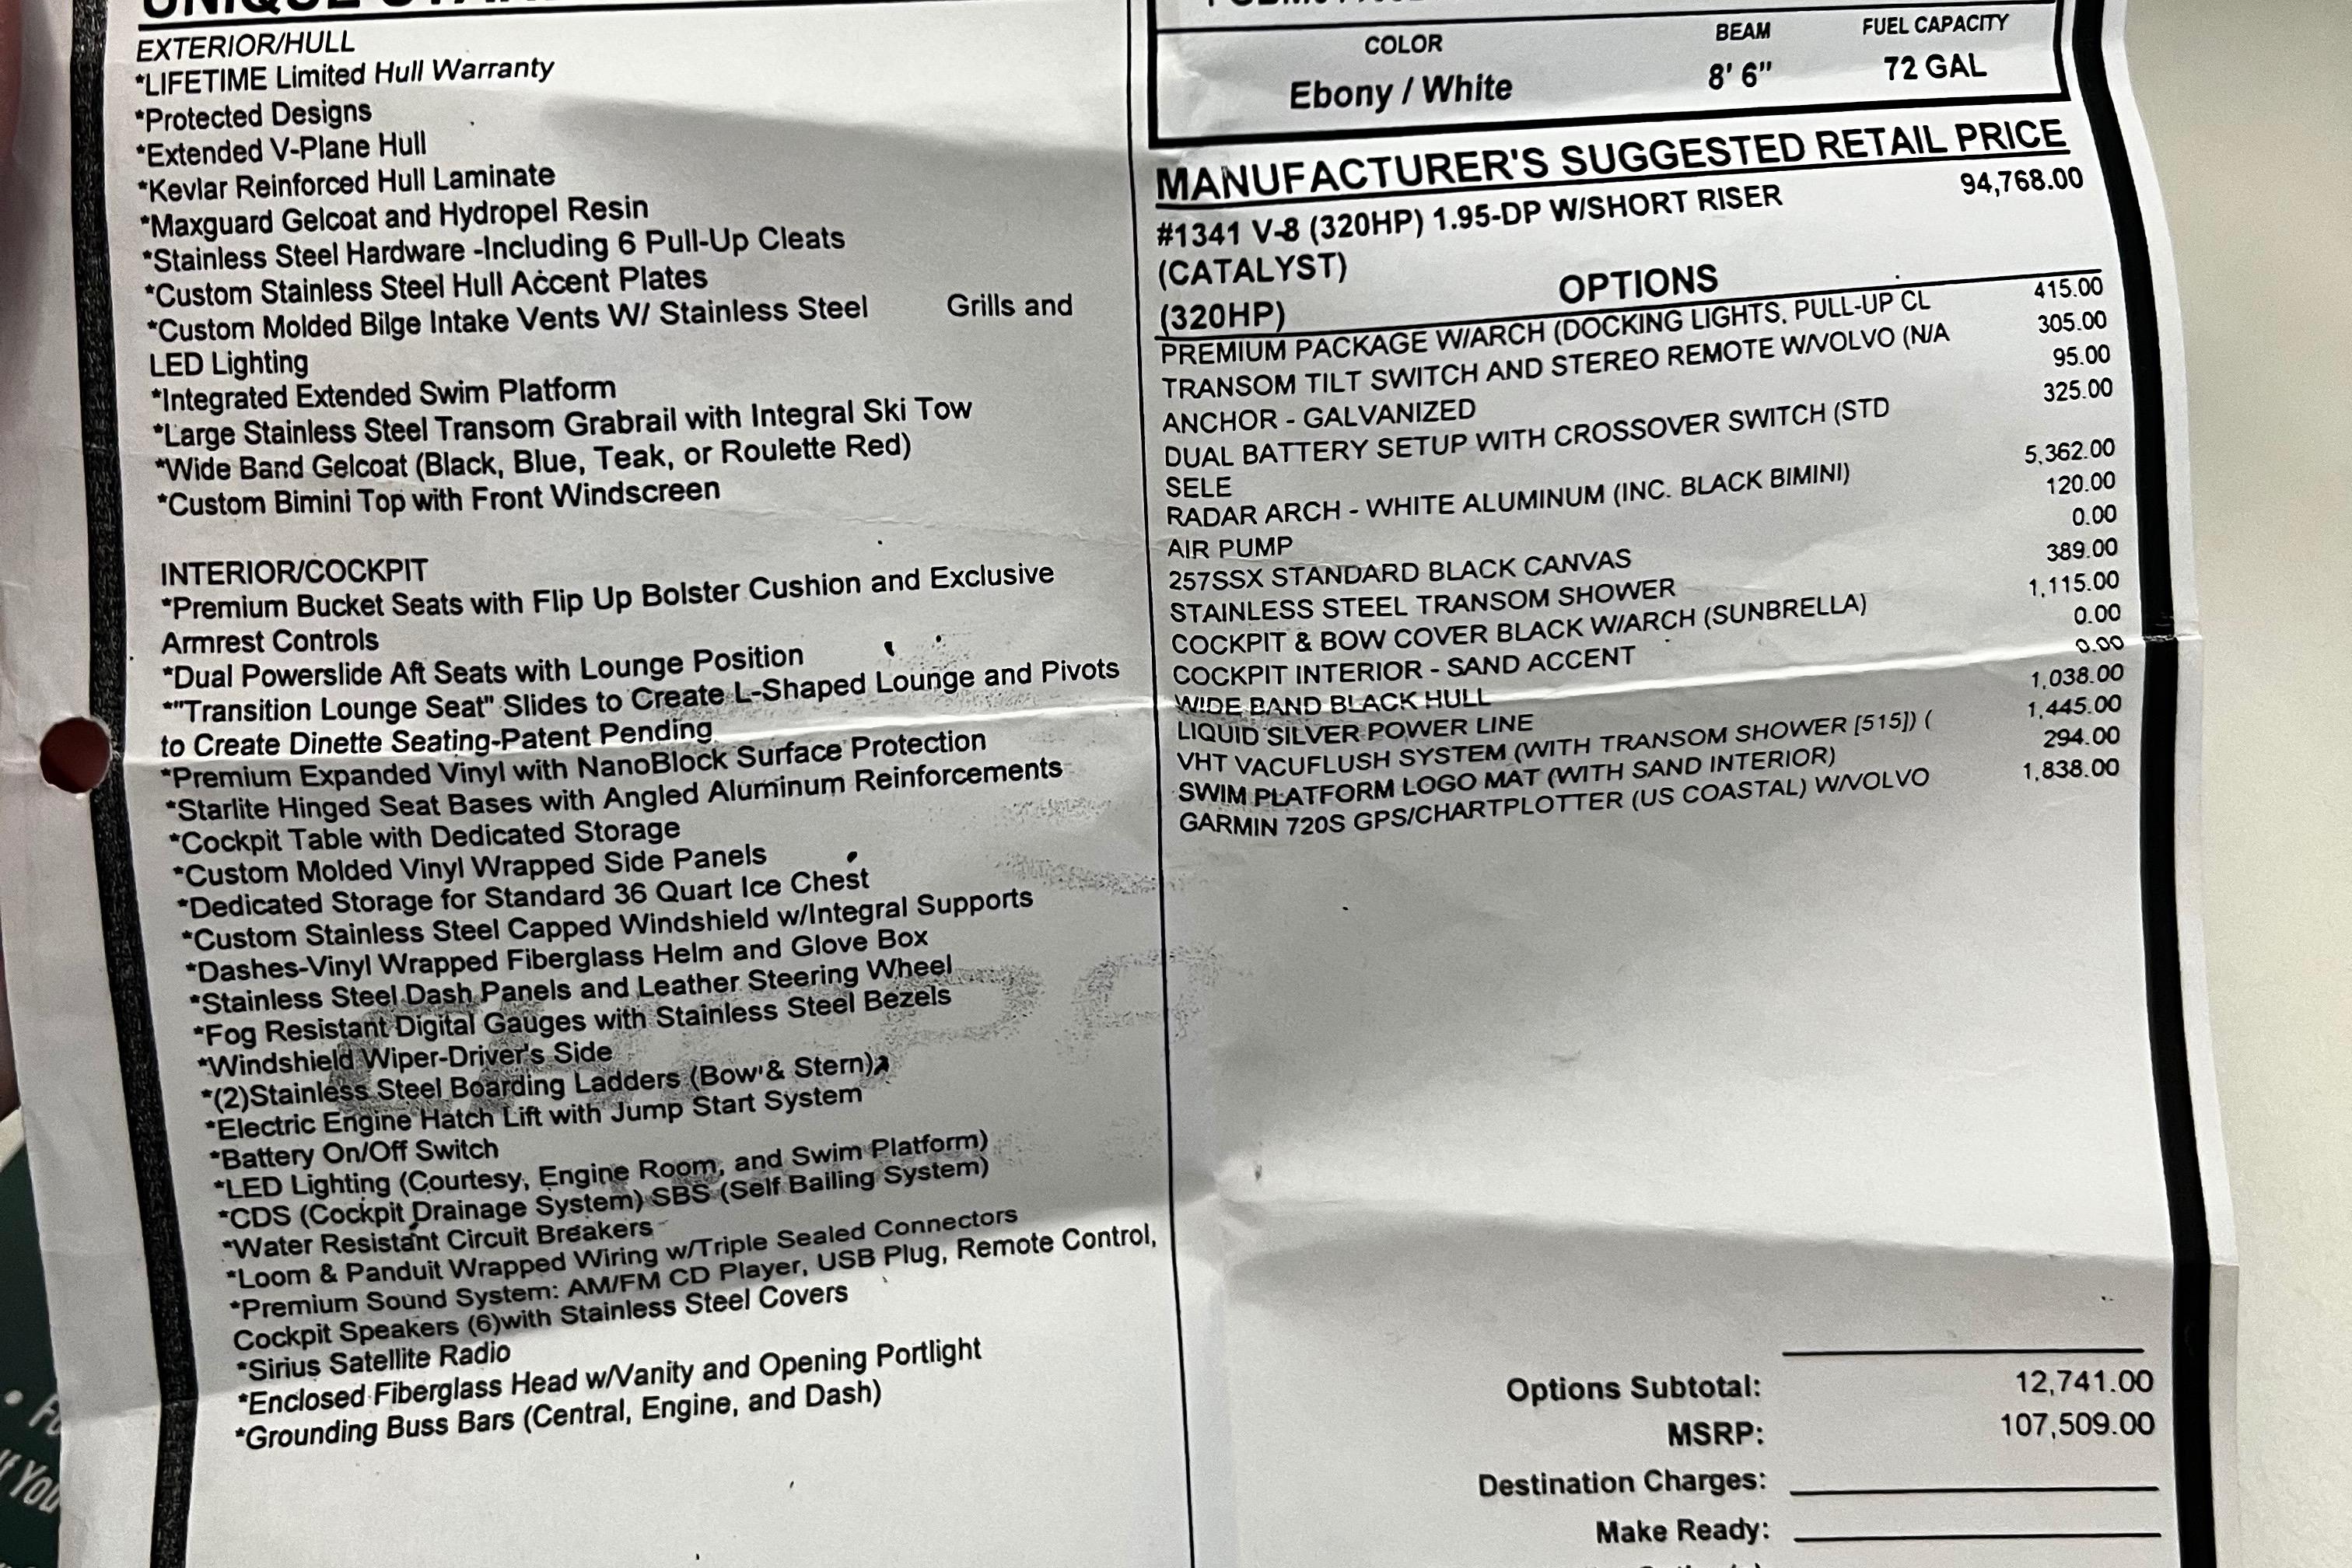 EXTERIOR/HULL
*LIFETIME Limited Hull Warranty
*Protected Designs
*Extended V-Plane Hull
*Kevlar Reinforced Hull Laminate
*Maxguard Gelcoat and Hydropel Resin
*Stainless Steel Hardware -Including 6 Pull-Up Cleats
*Custom Stainless Steel Hull Accent Plates
*Custom Molded Bilge Intake Vents W/ Stainless Steel Grills and
LED Lighting
*Integrated Extended Swim Platform
*Large Stainless Steel Transom Grabrail with Integral Ski Tow
*Wide Band Gelcoat (Black, Blue, Teak, or Roulette Red)
*Custom Bimini Top with Front Windscreen
INTERIOR/COCKPIT
*Premium Bucket Seats with Flip Up Bolster Cushion and Exclusive
Armrest Controls
*Dual Powerslide Aft Seats with Lounge Position
*"Transition Lounge Seat" Slides to Create L-Shaped Lounge and Pivots
to Create Dinette Seating-Patent Pending
*Premium Expanded Vinyl with NanoBlock Surface Protection
*Starlite Hinged Seat Bases with Angled Aluminum Reinforcements
*Cockpit Table with Dedicated Storage
*Custom Molded Vinyl Wrapped Side Panels
*Dedicated Storage for Standard 36 Quart Ice Chest
*Custom Stainless Steel Capped Windshield w/Integral Supports
*Dashes-Vinyl Wrapped Fiberglass Helm and Glove Box
*Stainless Steel Dash Panels and Leather Steering Wheel
*Fog Resistant Digital Gauges with Stainless Steel Bezels
*Windshield Wiper-Driver's Side
*(2)Stainless Steel Boarding Ladders (Bow & Stern)
*Electric Engine Hatch Lift with Jump Start System
*Battery On/Off Switch
*LED Lighting (Courtesy, Engine Room, and Swim Platform)
*CDS (Cockpit Drainage System) SBS (Self Bailing System)
*Water Resistant Circuit Breakers
*Loom & Panduit Wrapped Wiring w/Triple Sealed Connectors
*Premium Sound System: AM/FM CD Player, USB Plug, Remote Control,
Cockpit Speakers (6)with Stainless Steel Covers
*Sirius Satellite Radio
*Enclosed Fiberglass Head w/Vanity and Opening Portlight
*Grounding Buss Bars (Central, Engine, and Dash)
COLOR BEAM FUEL CAPACITY
Ebony / White 8' 6" 72 GAL
MANUFACTURER'S SUGGESTED RETAIL PRICE
#1341 V-8 (320HP) 1.95-DP W/SHORT RISER 94,768.00
(CATALYST)
(320HP) OPTIONS
PREMIUM PACKAGE W/ARCH (DOCKING LIGHTS, PULL-UP CL 415.00
TRANSOM TILT SWITCH AND STEREO REMOTE W/VOLVO (N/A 305.00
ANCHOR - GALVANIZED 95.00
DUAL BATTERY SETUP WITH CROSSOVER SWITCH (STD 325.00
SELE
RADAR ARCH - WHITE ALUMINUM (INC. BLACK BIMINI) 5,362.00
AIR PUMP 120.00
257SSX STANDARD BLACK CANVAS 0.00
STAINLESS STEEL TRANSOM SHOWER 389.00
COCKPIT & BOW COVER BLACK W/ARCH (SUNBRELLA) 1,115.00
COCKPIT INTERIOR - SAND ACCENT 0.00
WIDE BAND BLACK HULL 0.00
LIQUID SILVER POWER LINE 1,038.00
VHT VACUFLUSH SYSTEM (WITH TRANSOM SHOWER [515]) ( 1,445.00
SWIM PLATFORM LOGO MAT (WITH SAND INTERIOR) 294.00
GARMIN 720S GPS/CHARTPLOTTER (US COASTAL) W/VOLVO 1,838.00
Options Subtotal: 12,741.00
MSRP: 107,509.00
Destination Charges:
Make Ready: